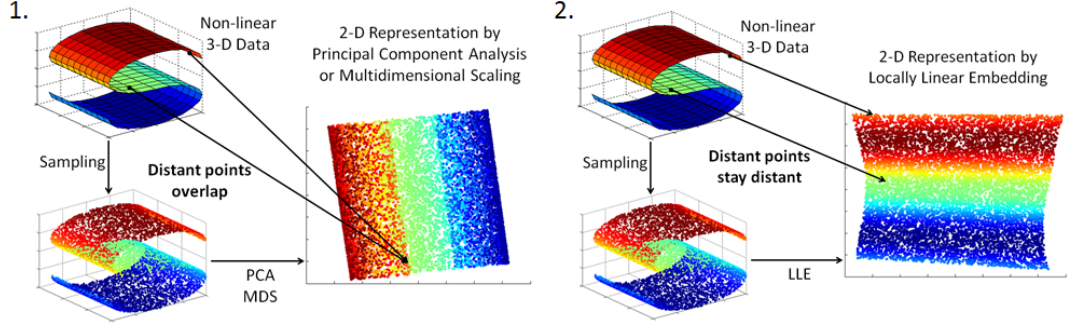 1.
Non-linear
3-D Data
2-D Representation by
Principal Component Analysis
or Multidimensional Scaling
Sampling
Distant points
overlap
PCA
MDS
2.
Non-linear
3-D Data
2-D Representation by
Locally Linear Embedding
Sampling
Distant points
stay distant
LLE